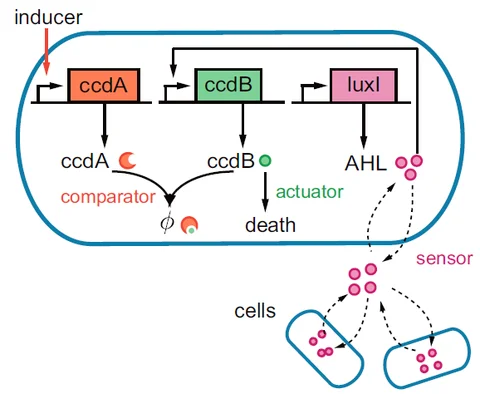 inducer
ccdA
ccdB
luxI
ccdA
ccdB
AHL
comparator
actuator
ϕ
death
sensor
cells